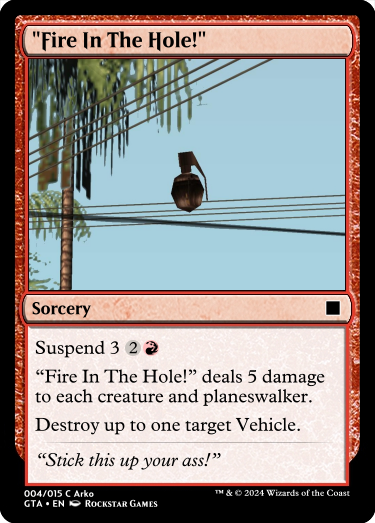 "Fire In The Hole!"
Sorcery
Suspend 3 2
“Fire In The Hole!” deals 5 damage
to each creature and planeswalker.
Destroy up to one target Vehicle.
“Stick this up your ass!”
004/015 C Arko
GTA • EN Rockstar Games
™ & © 2024 Wizards of the Coast